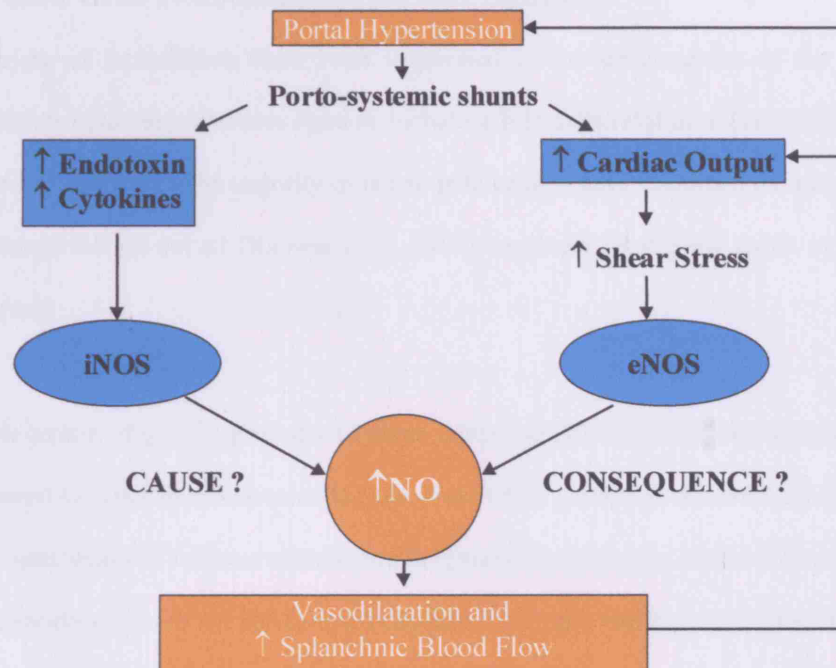 Portal Hypertension
Porto-systemic shunts
↑ Endotoxin
↑ Cytokines
↑ Cardiac Output
↑ Shear Stress
iNOS
eNOS
CAUSE ?
↑NO
CONSEQUENCE ?
Vasodilatation and
↑ Splanchnic Blood Flow